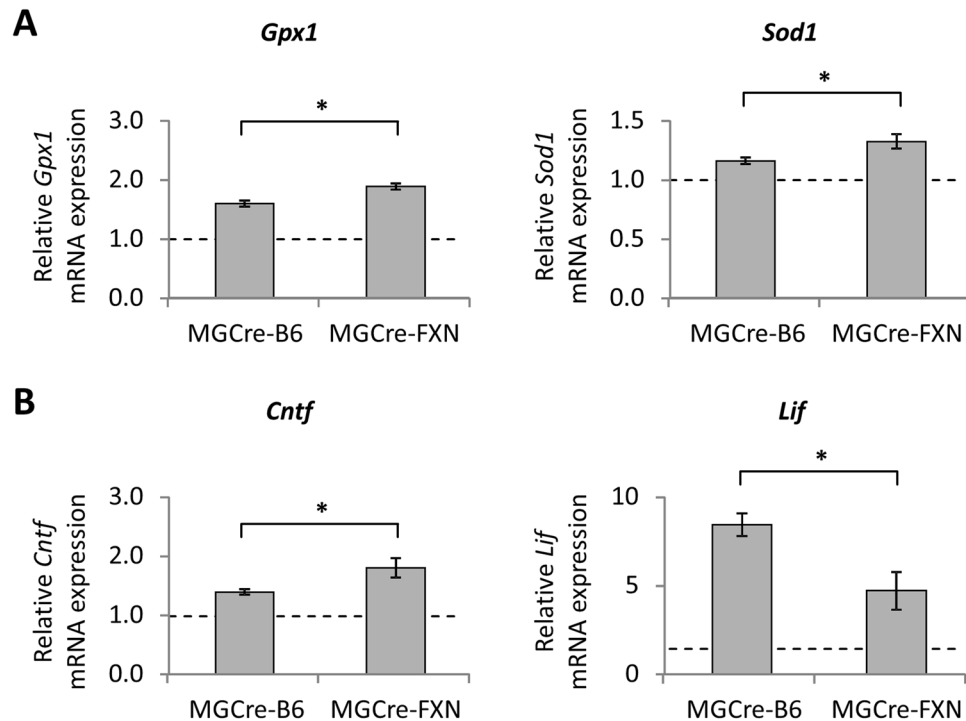 A
Gpx1
Relative Gpx1
mRNA expression
3.0
2.0
1.0
0.0
*
MGCre-B6
MGCre-FXN
Sod1
Relative Sod1
mRNA expression
1.5
1.0
0.5
0.0
*
MGCre-B6
MGCre-FXN
B
Cntf
Relative Cntf
mRNA expression
3.0
2.0
1.0
0.0
*
MGCre-B6
MGCre-FXN
Lif
Relative Lif
mRNA expression
10
5
0
*
MGCre-B6
MGCre-FXN